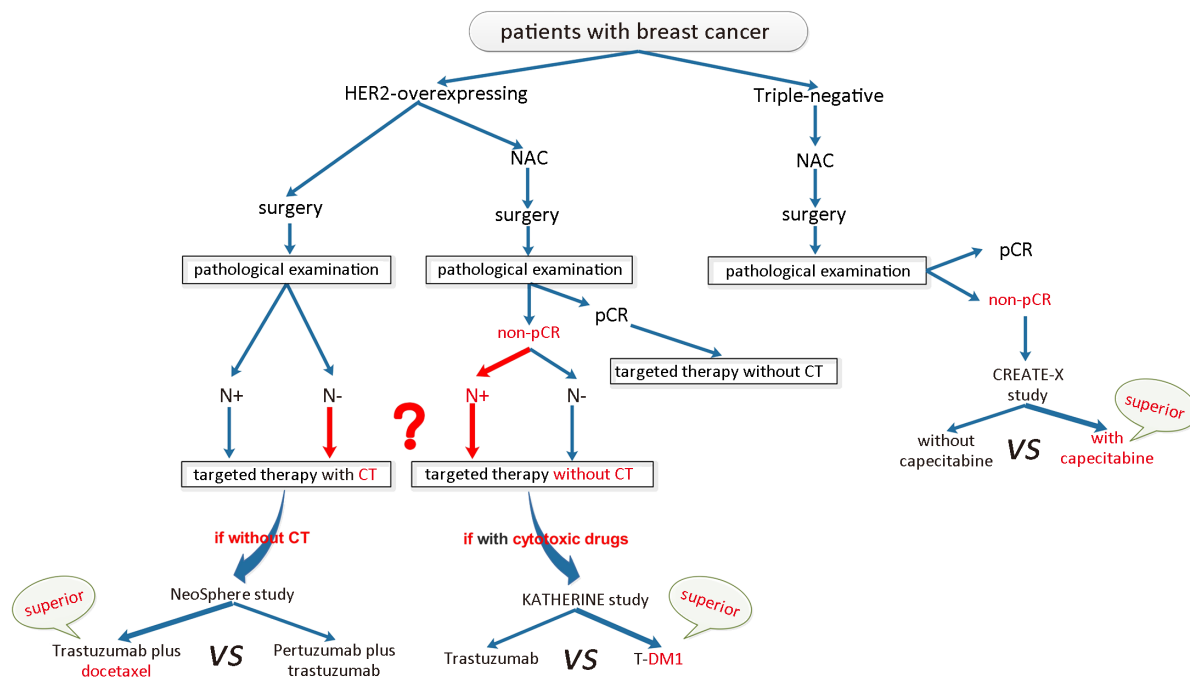 patients with breast cancer
HER2-overexpressing
Triple-negative
NAC
NAC
surgery
surgery
surgery
pathological examination
pathological examination
pathological examination
pCR
non-pCR
pCR
non-pCR
targeted therapy without CT
CREATE-X
study
superior
N+
N-
?
N+
N-
without
capecitabine
VS
with
capecitabine
targeted therapy with CT
targeted therapy without CT
if without CT
if with cytotoxic drugs
NeoSphere study
KATHERINE study
superior
superior
Trastuzumab plus
docetaxel
VS
Pertuzumab plus
trastuzumab
Trastuzumab
VS
T-DM1